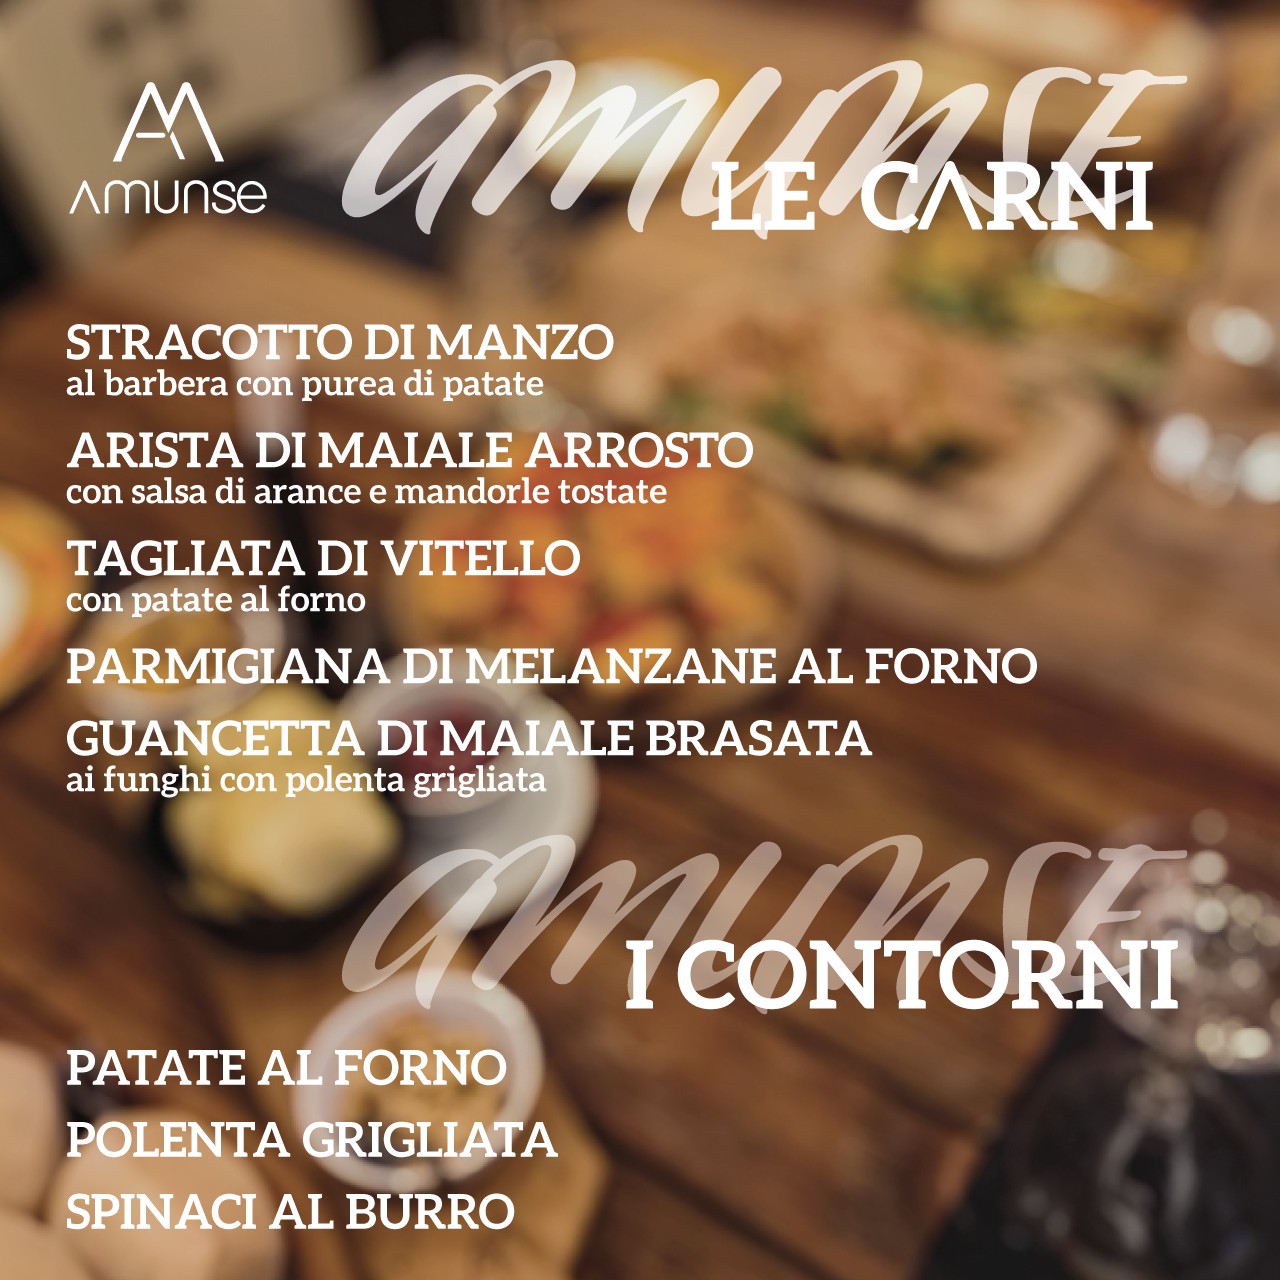 AMUNSE
AMUNSE
LE CARNI
STRACOTTO DI MANZO
al barbera con purea di patate
ARISTA DI MAIALE ARROSTO
con salsa di arance e mandorle tostate
TAGLIATA DI VITELLO
con patate al forno
PARMIGIANA DI MELANZANE AL FORNO
GUANCETTA DI MAIALE BRASATA
ai funghi con polenta grigliata
AMUNSE
I CONTORNI
PATATE AL FORNO
POLENTA GRIGLIATA
SPINACI AL BURRO